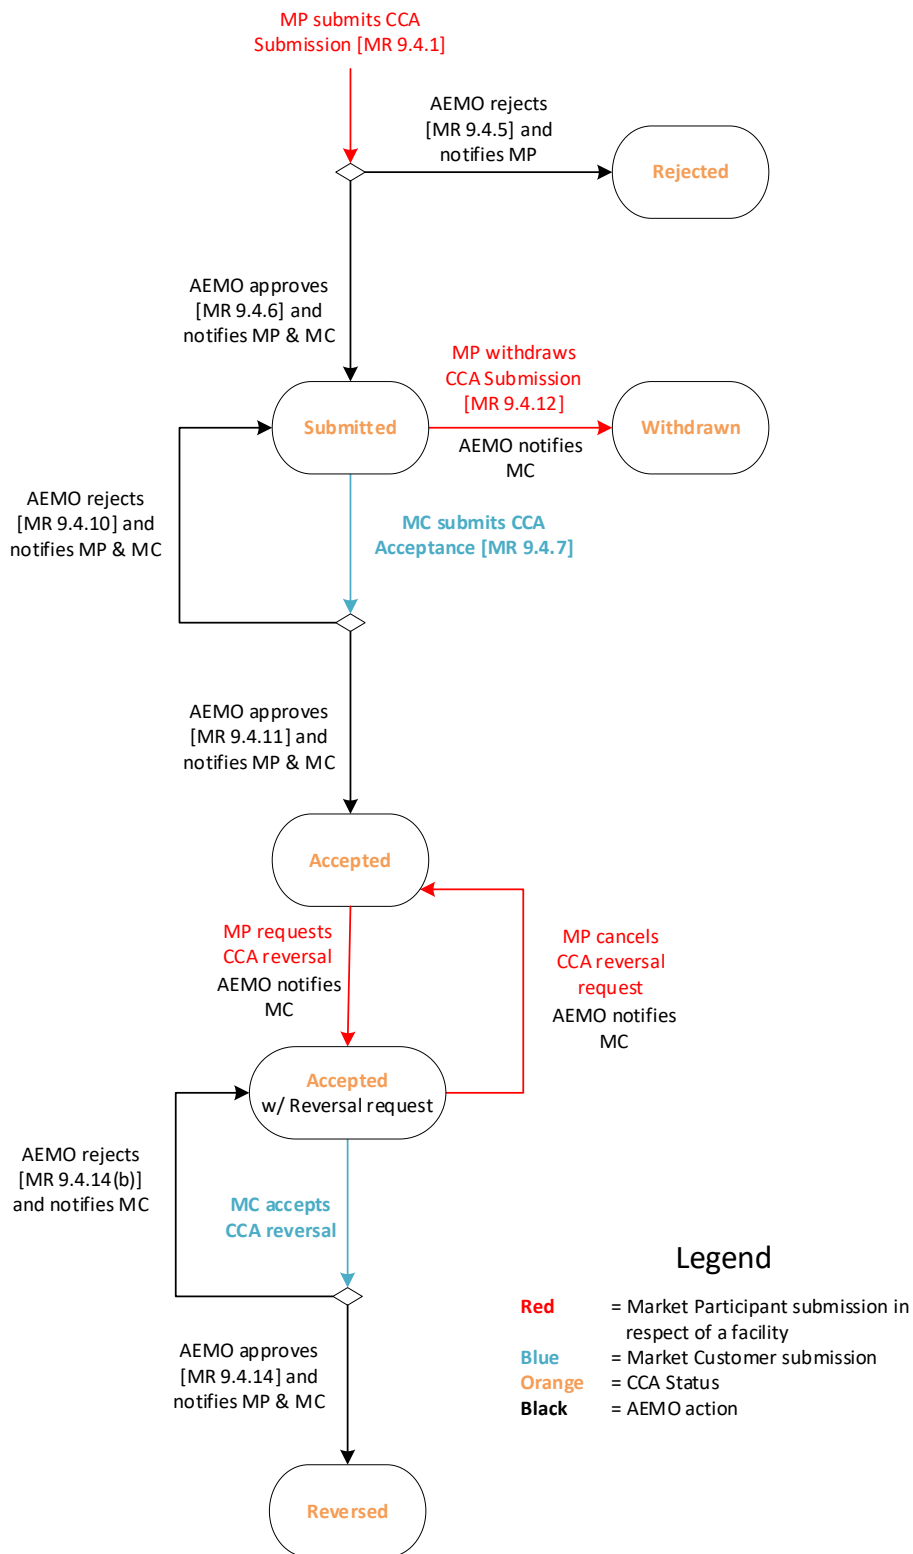 MP submits CCA
Submission [MR 9.4.1]
AEMO rejects
[MR 9.4.5] and
notifies MP
Rejected
AEMO approves
[MR 9.4.6] and
notifies MP & MC
MP withdraws
CCA Submission
[MR 9.4.12]
Submitted
Withdrawn
AEMO notifies
MC
AEMO rejects
[MR 9.4.10] and
notifies MP & MC
MC submits CCA
Acceptance [MR 9.4.7]
AEMO approves
[MR 9.4.11] and
notifies MP & MC
Accepted
MP requests
CCA reversal
AEMO notifies
MC
MP cancels
CCA reversal
request
AEMO notifies
MC
Accepted
w/ Reversal request
AEMO rejects
[MR 9.4.14(b)]
and notifies MC
MC accepts
CCA reversal
AEMO approves
[MR 9.4.14] and
notifies MP & MC
Reversed
Legend
Red = Market Participant submission in
respect of a facility
Blue = Market Customer submission
Orange = CCA Status
Black = AEMO action